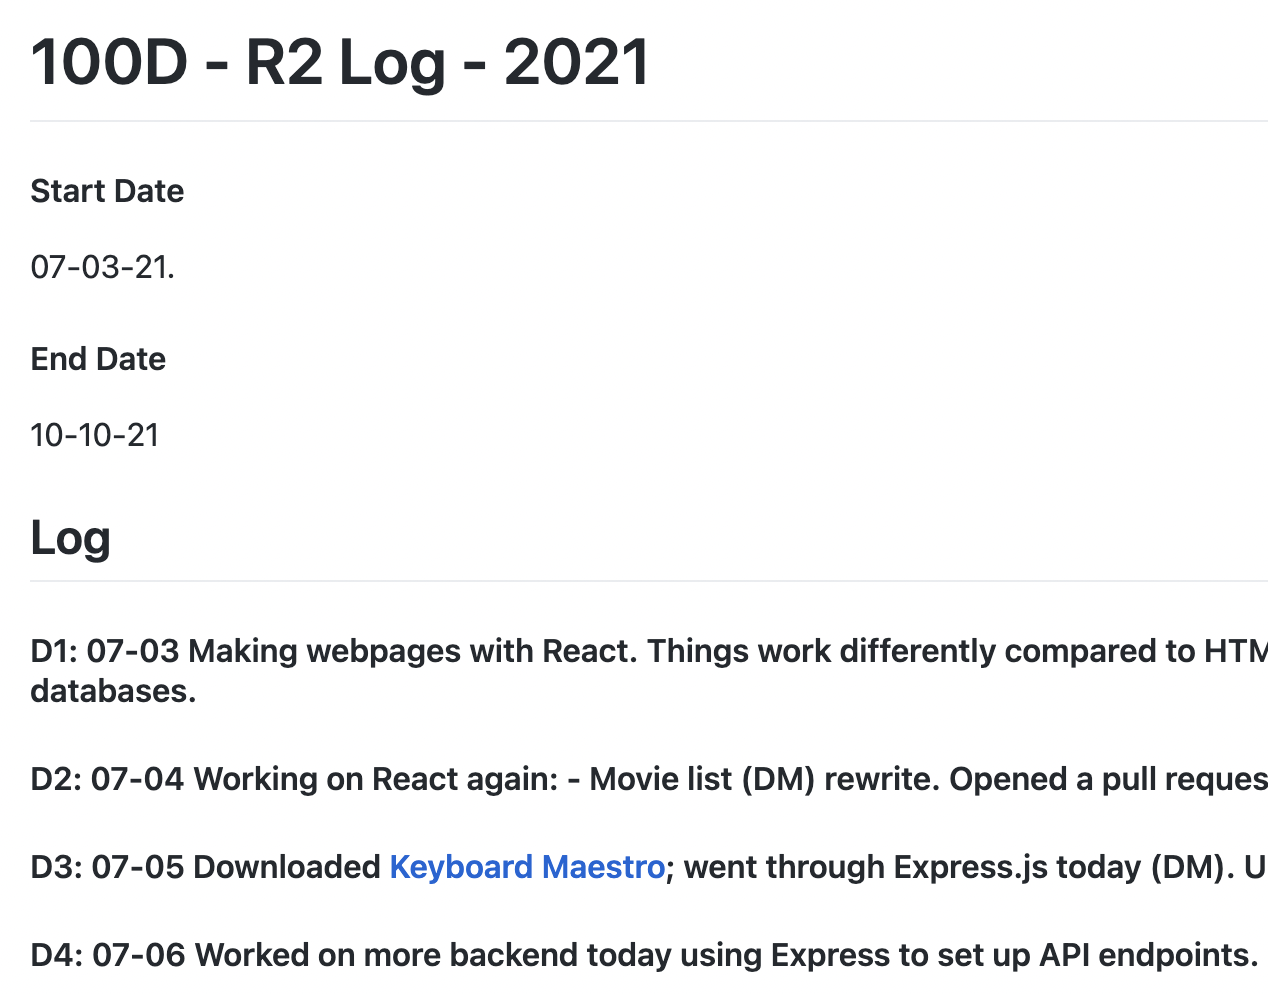 100D - R2 Log - 2021
Start Date
07-03-21.
End Date
10-10-21
Log
D1: 07-03 Making webpages with React. Things work differently compared to HTM
databases.
D2: 07-04 Working on React again: - Movie list (DM) rewrite. Opened a pull reques
D3: 07-05 Downloaded Keyboard Maestro; went through Express.js today (DM). U
D4: 07-06 Worked on more backend today using Express to set up API endpoints.